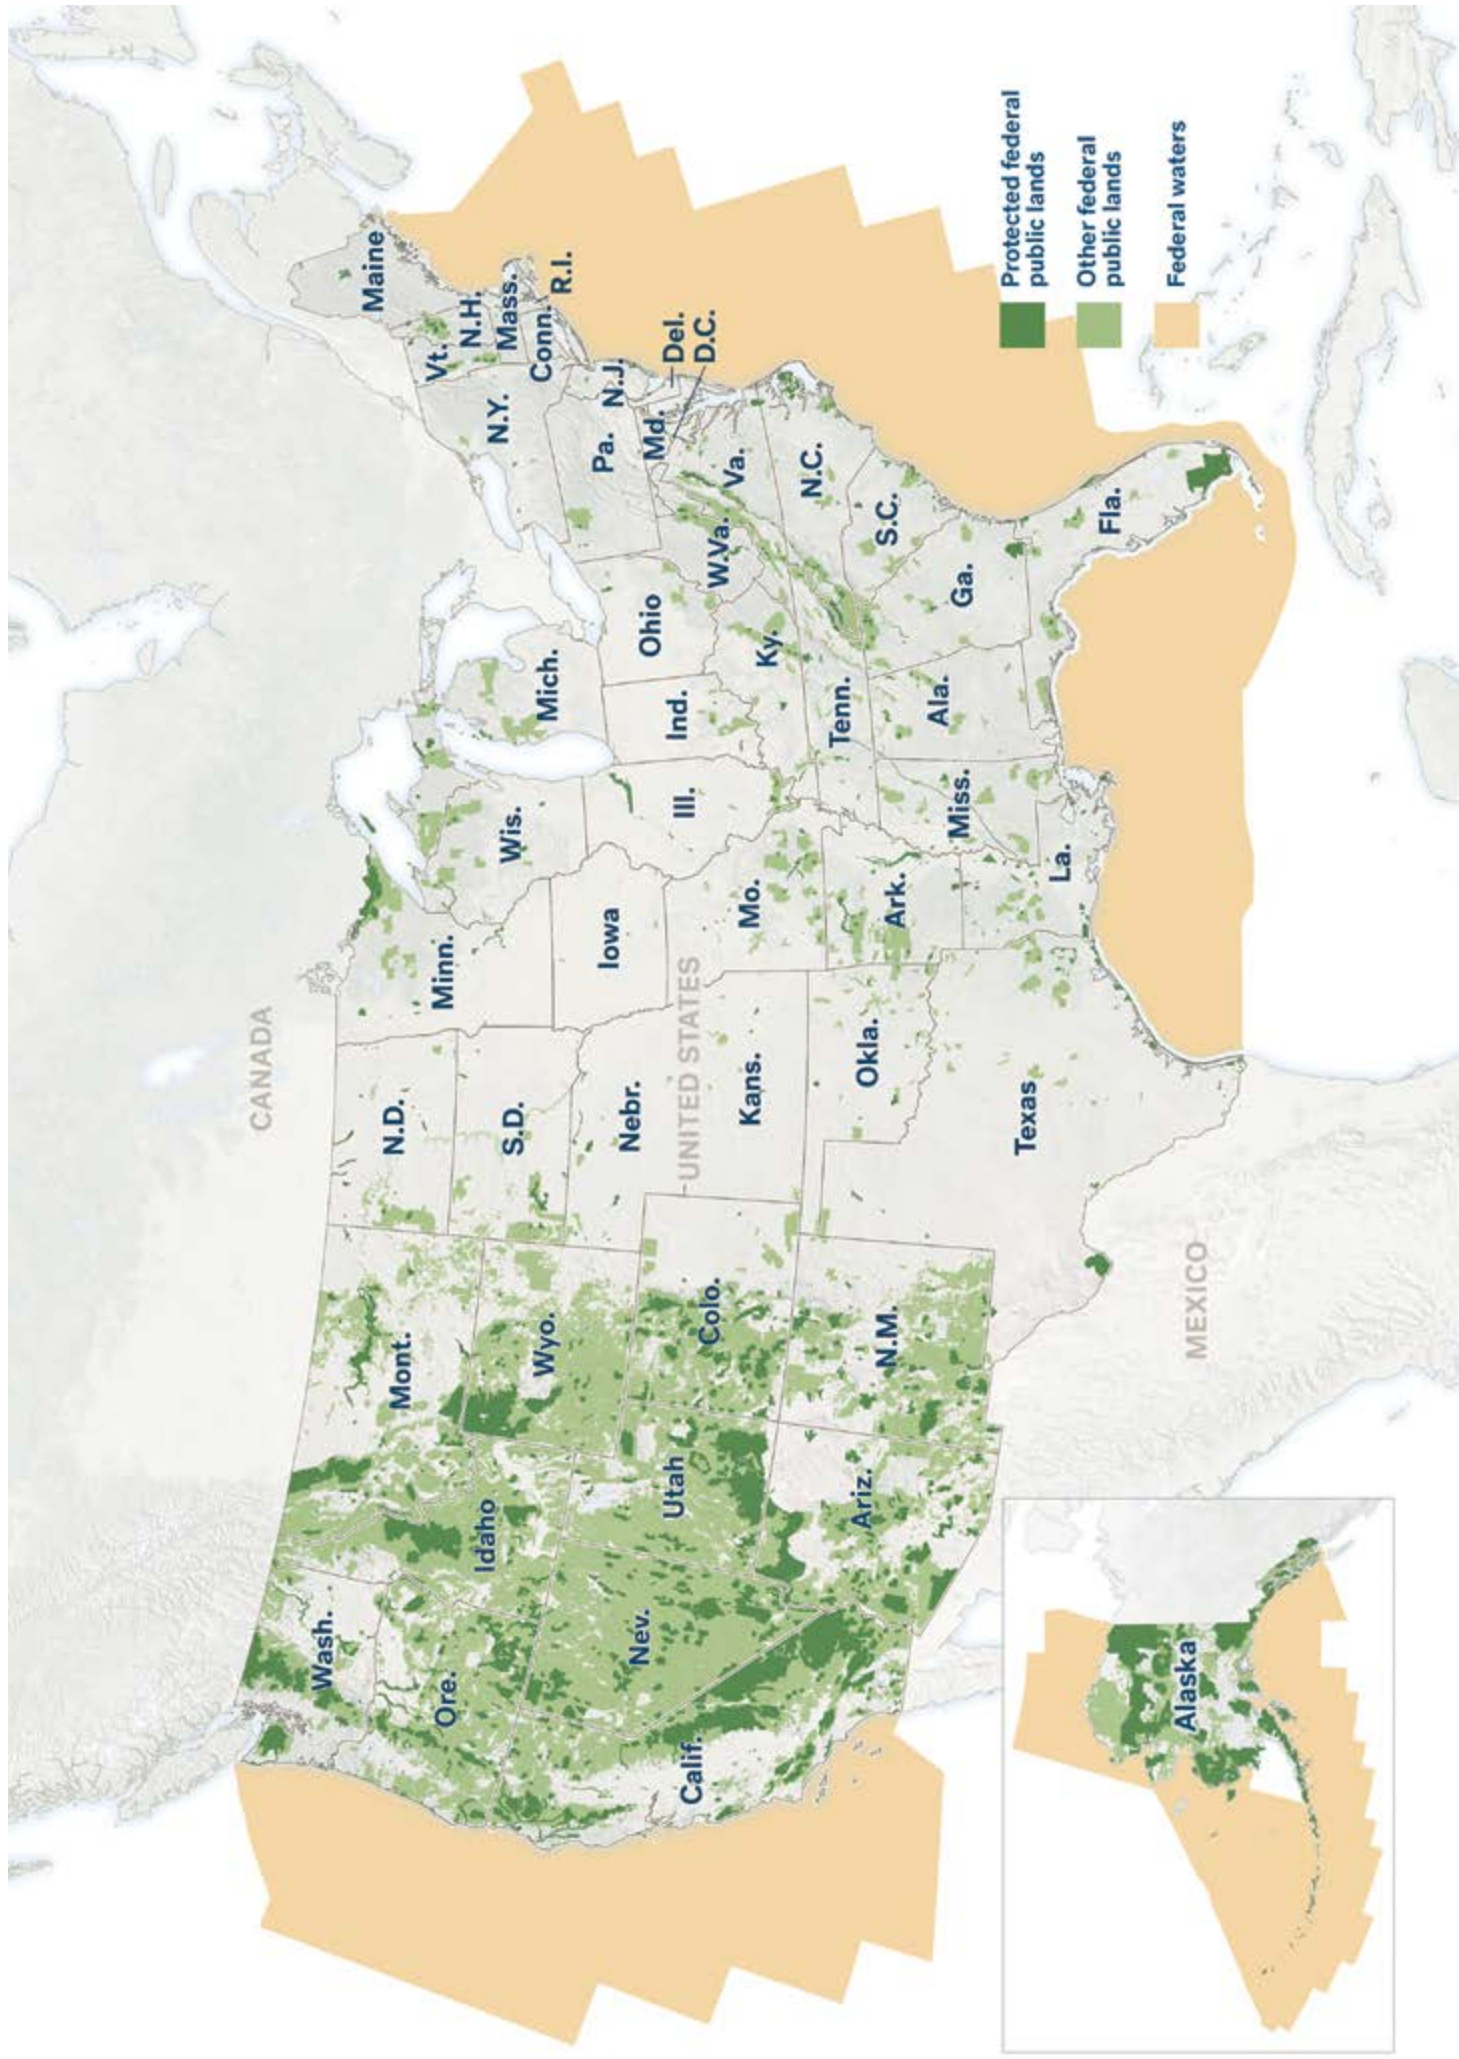 CANADA
UNITED STATES
MEXICO
Wash.
Ore.
Calif.
Idaho
Nev.
Mont.
Wyo.
Utah
Ariz.
Colo.
N.M.
N.D.
S.D.
Nebr.
Kans.
Okla.
Texas
Minn.
Iowa
Mo.
Ark.
La.
Wis.
Ill.
Miss.
Mich.
Ind.
Ohio
Ky.
Tenn.
Ala.
Ga.
Fla.
S.C.
N.C.
Va.
W.Va.
Md.
Del.
D.C.
Pa.
N.J.
N.Y.
Conn.
R.I.
Mass.
Vt.
N.H.
Maine
Alaska
Protected federal
public lands
Other federal
public lands
Federal waters